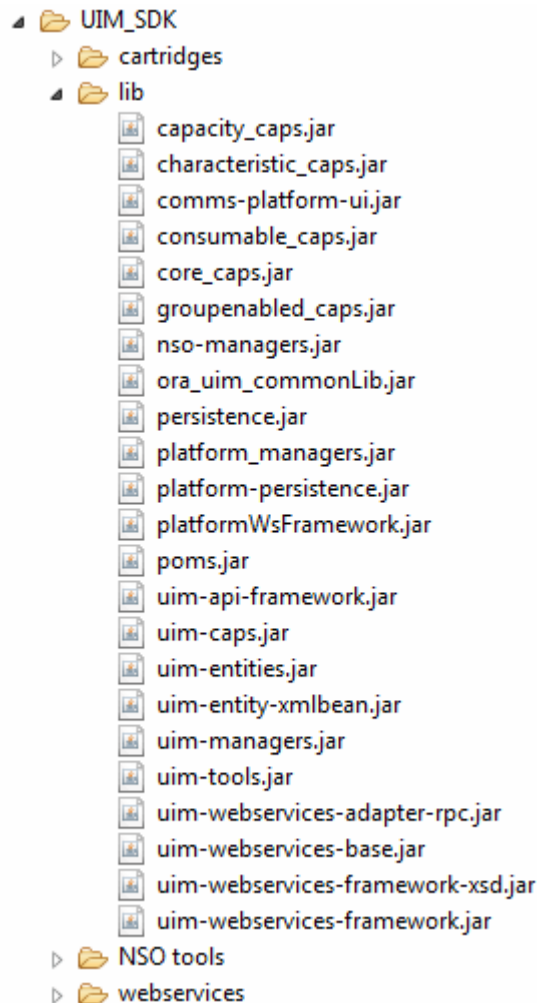 UIM_SDK
cartridges
lib
capacity_caps.jar
characteristic_caps.jar
comms-platform-ui.jar
consumable_caps.jar
core_caps.jar
groupenabled_caps.jar
nso-managers.jar
ora_uim_commonLib.jar
persistence.jar
platform_managers.jar
platform-persistence.jar
platformWsFramework.jar
poms.jar
uim-api-framework.jar
uim-caps.jar
uim-entities.jar
uim-entity-xmlbean.jar
uim-managers.jar
uim-tools.jar
uim-webservices-adapter-rpc.jar
uim-webservices-base.jar
uim-webservices-framework-xsd.jar
uim-webservices-framework.jar
NSO tools
webservices